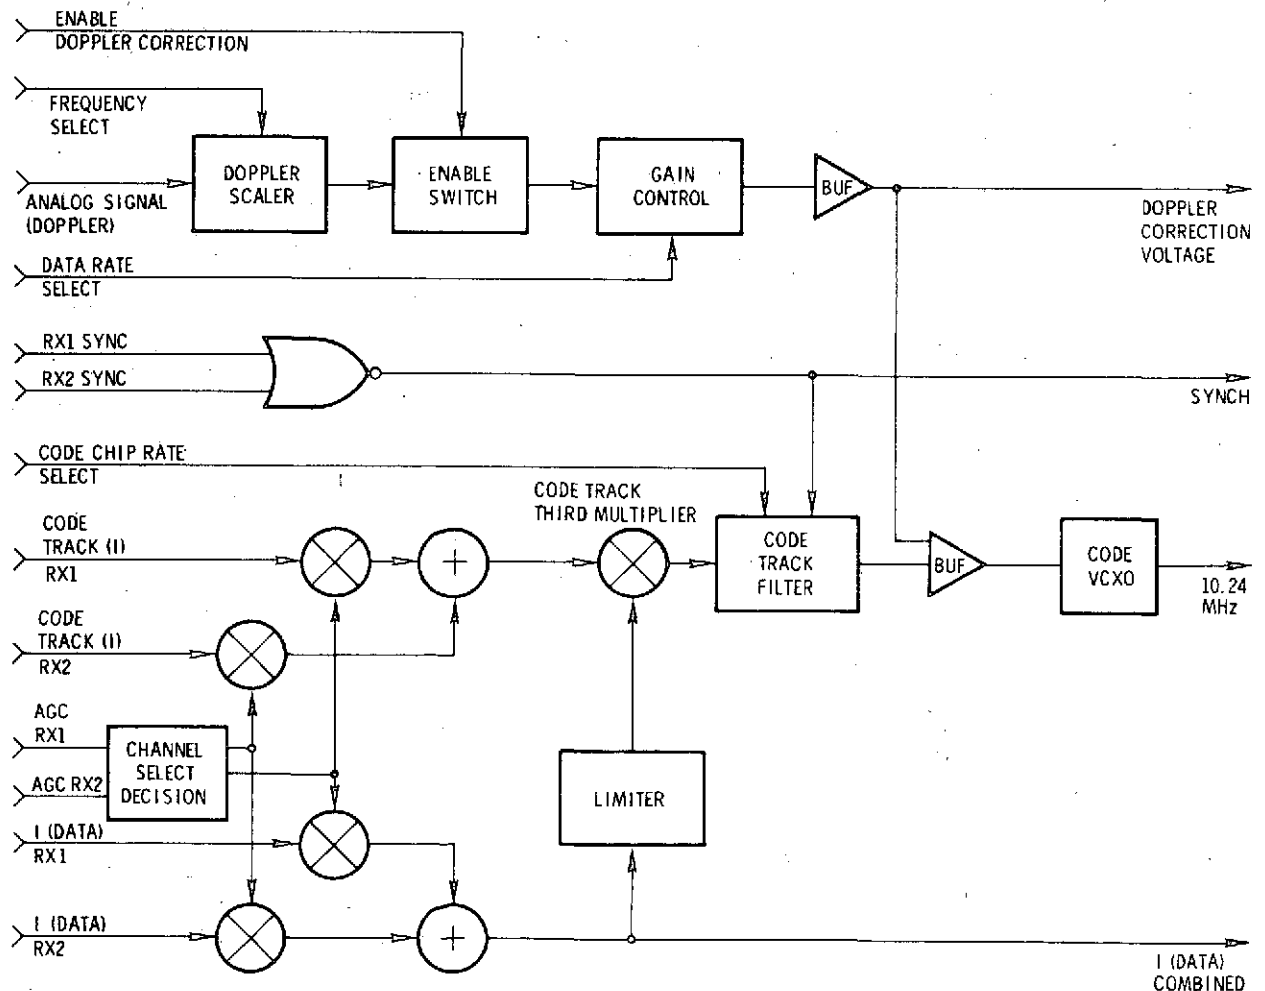 ENABLE
DOPPLER CORRECTION
FREQUENCY
SELECT
DOPPLER
SCALER
ENABLE
SWITCH
GAIN
CONTROL
BUF
ANALOG SIGNAL
(DOPPLER)
DOPPLER
CORRECTION
VOLTAGE
DATA RATE
SELECT
RX1 SYNC
RX2 SYNC
SYNCH
CODE CHIP RATE
SELECT
CODE TRACK
THIRD MULTIPLIER
CODE
TRACK (I)
RX1
+
CODE
TRACK
FILTER
BUF
CODE
VCXO
10.24
MHz
CODE
TRACK (I)
RX2
AGC
RX1
CHANNEL
SELECT
DECISION
AGC RX2
LIMITER
I (DATA)
RX1
I (DATA)
RX2
+
I (DATA)
COMBINED